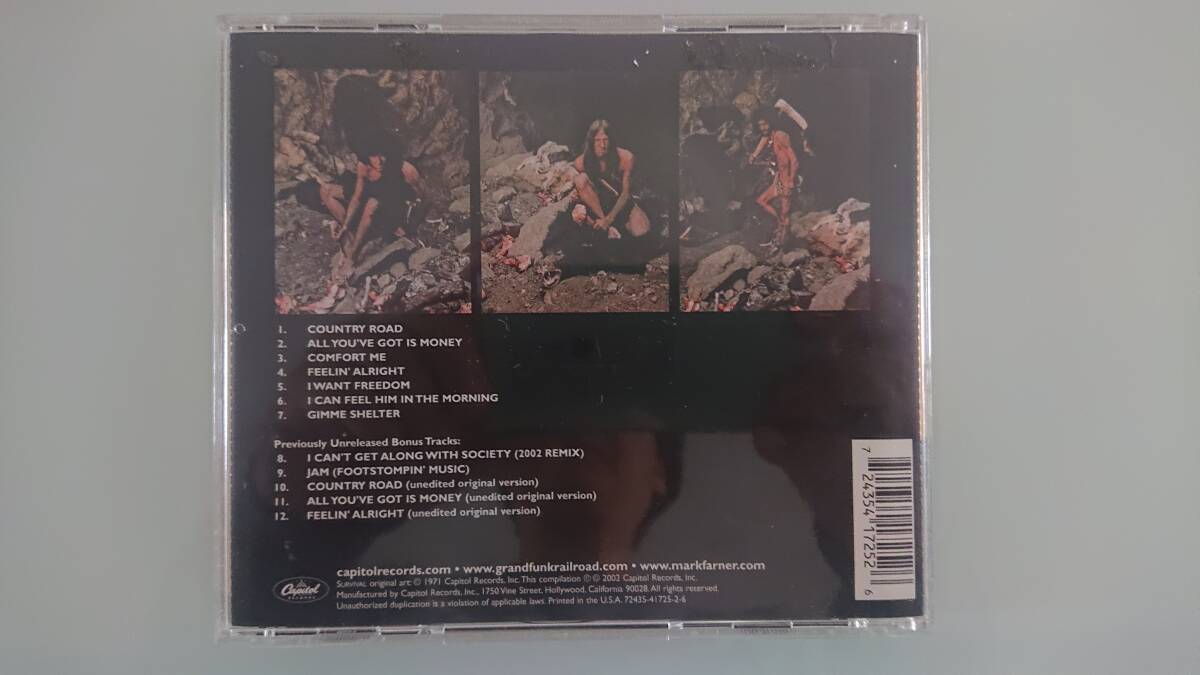 1. COUNTRY ROAD
2. ALL YOU'VE GOT IS MONEY
3. COMFORT ME
4. FEELIN' ALRIGHT
5. I WANT FREEDOM
6. I CAN FEEL HIM IN THE MORNING
7. GIMME SHELTER
Previously Unreleased Bonus Tracks:
8. I CAN'T GET ALONG WITH SOCIETY (2002 REMIX)
9. JAM (FOOTSTOMPIN' MUSIC)
10. COUNTRY ROAD (unedited original version)
11. ALL YOU'VE GOT IS MONEY (unedited original version)
12. FEELIN' ALRIGHT (unedited original version)
7 24354 17252 6
capitolrecords.com • www.grandfunkrailroad.com • www.markfarner.com
SURVIVAL original art © 1971 Capitol Records, Inc. This compilation ℗ © 2002 Capitol Records, Inc.
Manufactured by Capitol Records, Inc., 1750 Vine Street, Hollywood, California 90028. All rights reserved.
Unauthorized duplication is a violation of applicable laws. Printed in the U.S.A. 72435-41725-2-6
Capitol
RECORDS